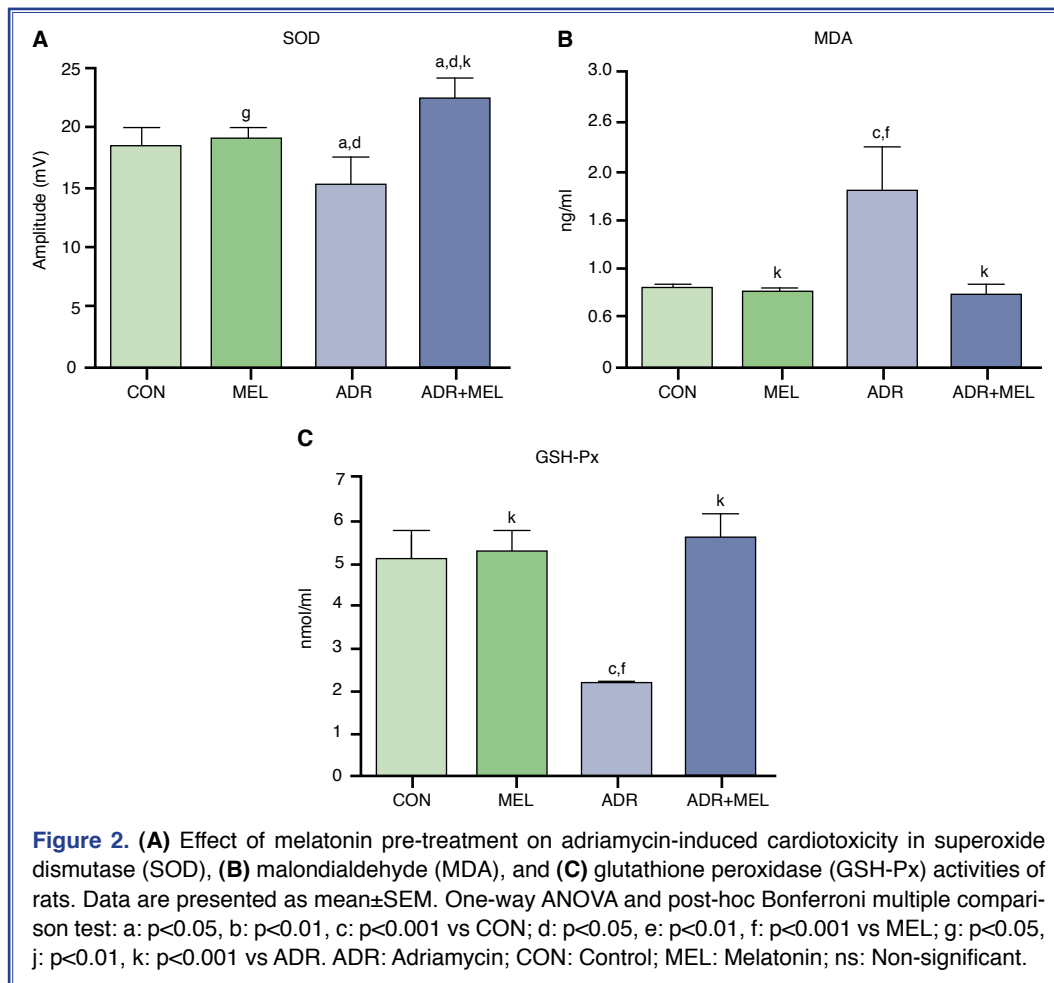 A
SOD
Amplitude (mV)
25
20
15
10
5
0
g
a,d
a,d,k
CON
MEL
ADR
ADR+MEL
B
MDA
ng/ml
3.0
2.6
2.0
1.6
1.0
0.6
0
k
c,f
k
CON
MEL
ADR
ADR+MEL
C
GSH-Px
nmol/ml
7
6
5
4
3
2
1
0
k
c,f
k
CON
MEL
ADR
ADR+MEL
Figure 2. (A) Effect of melatonin pre-treatment on adriamycin-induced cardiotoxicity in superoxide
dismutase (SOD), (B) malondialdehyde (MDA), and (C) glutathione peroxidase (GSH-Px) activities of
rats. Data are presented as mean±SEM. One-way ANOVA and post-hoc Bonferroni multiple compari-
son test: a: p<0.05, b: p<0.01, c: p<0.001 vs CON; d: p<0.05, e: p<0.01, f: p<0.001 vs MEL; g: p<0.05,
j: p<0.01, k: p<0.001 vs ADR. ADR: Adriamycin; CON: Control; MEL: Melatonin; ns: Non-significant.